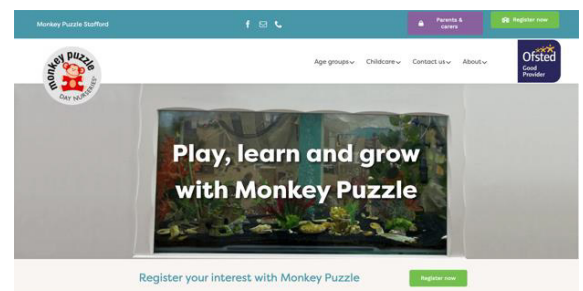 Monkey Puzzle Stafford
Parents &
carers
Register now
monkey puzzle
DAY NURSERIES
Age groups
Childcare
Contact us
About
Ofsted
Good
Provider
Play, learn and grow
with Monkey Puzzle
Register your interest with Monkey Puzzle
Register now